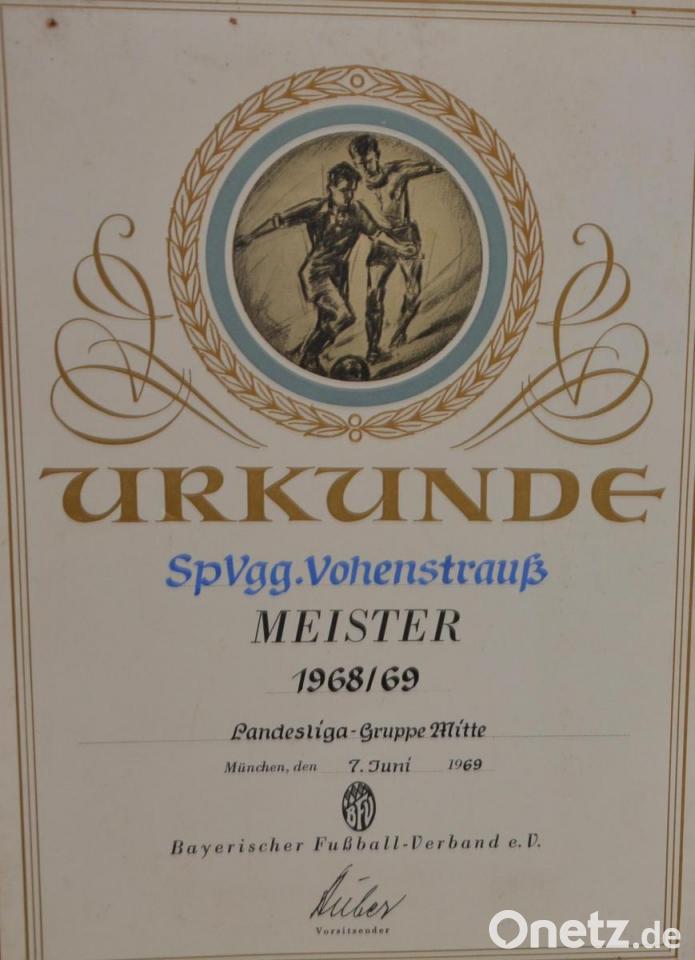 URKUNDE
SpVgg. Vohenstrauß
MEISTER
1968/69
Landesliga-Gruppe Mitte
München, den 7. Juni 1969
BFV
Bayerischer Fußball-Verband e. V.
Huber
Vorsitzender
Onetz.de